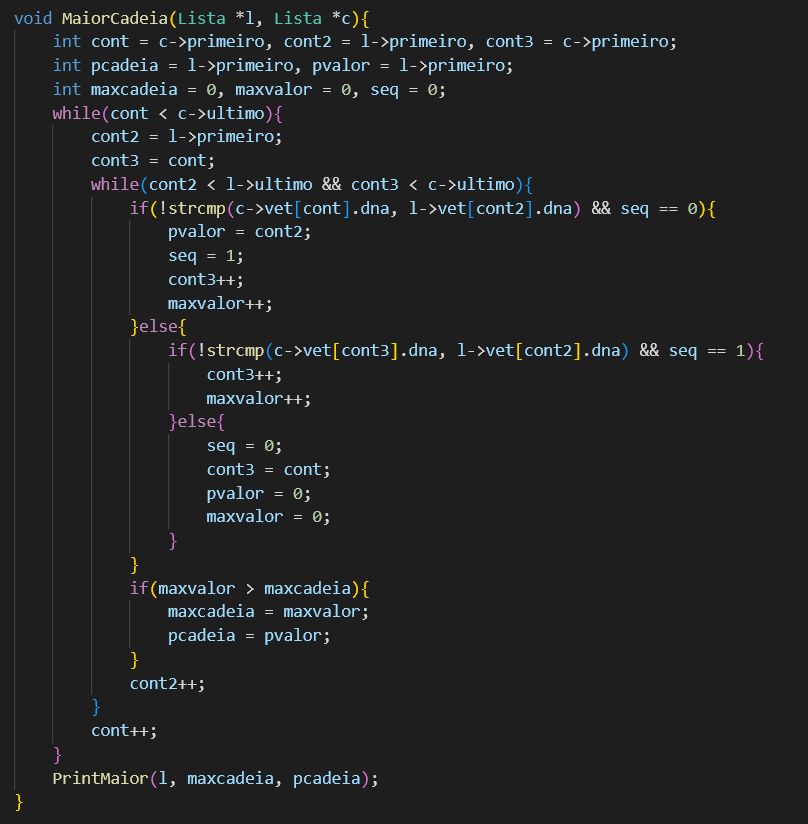 void MaiorCadeia(Lista *l, Lista *c){
    int cont = c->primeiro, cont2 = l->primeiro, cont3 = c->primeiro;
    int pcadeia = l->primeiro, pvalor = l->primeiro;
    int maxcadeia = 0, maxvalor = 0, seq = 0;
    while(cont < c->ultimo){
        cont2 = l->primeiro;
        cont3 = cont;
        while(cont2 < l->ultimo && cont3 < c->ultimo){
            if(!strcmp(c->vet[cont].dna, l->vet[cont2].dna) && seq == 0){
                pvalor = cont2;
                seq = 1;
                cont3++;
                maxvalor++;
            }else{
                if(!strcmp(c->vet[cont3].dna, l->vet[cont2].dna) && seq == 1){
                    cont3++;
                    maxvalor++;
                }else{
                    seq = 0;
                    cont3 = cont;
                    pvalor = 0;
                    maxvalor = 0;
                }
            }
            if(maxvalor > maxcadeia){
                maxcadeia = maxvalor;
                pcadeia = pvalor;
            }
            cont2++;
        }
        cont++;
    }
    PrintMaior(l, maxcadeia, pcadeia);
}